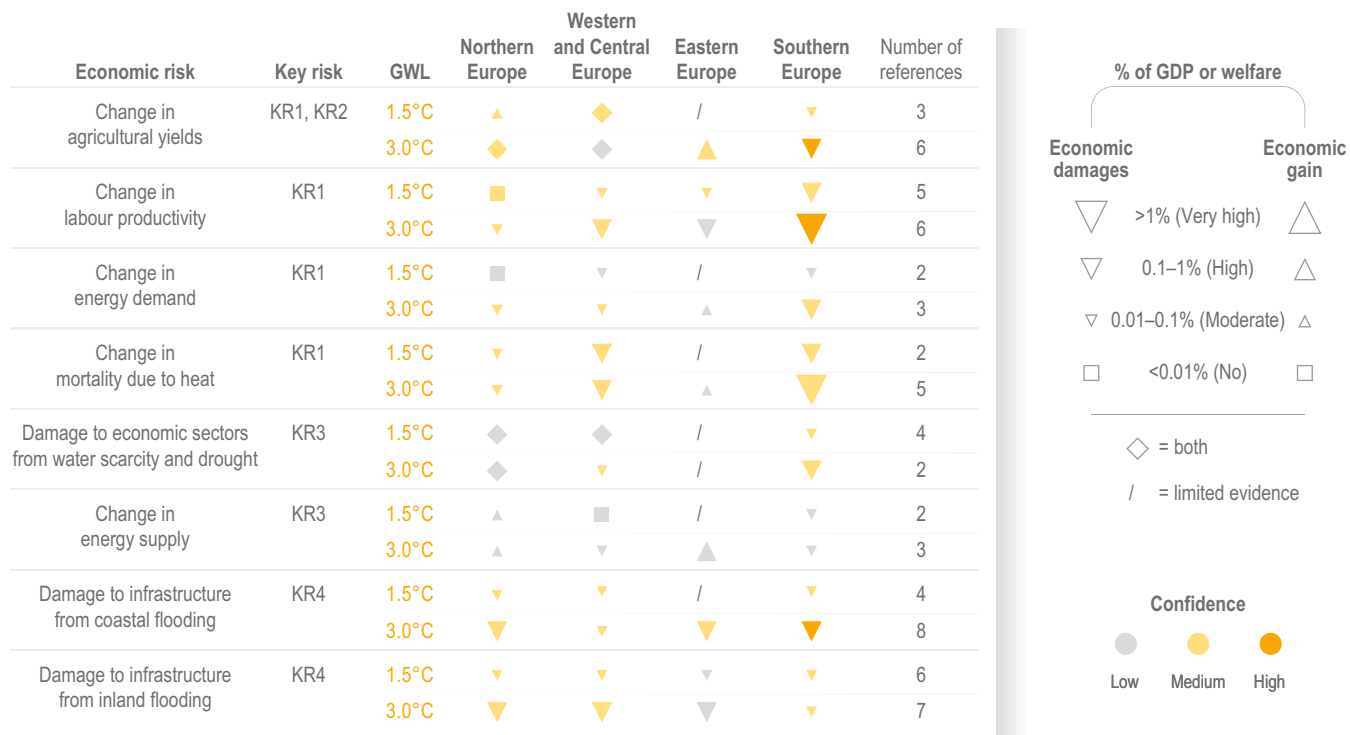 Economic risk Key risk GWL Northern Europe Western and Central Europe Eastern Europe Southern Europe Number of references
Change in agricultural yields KR1, KR2 1.5°C / 3
3.0°C 6
Change in labour productivity KR1 1.5°C 5
3.0°C 6
Change in energy demand KR1 1.5°C / 2
3.0°C 3
Change in mortality due to heat KR1 1.5°C / 2
3.0°C 5
Damage to economic sectors from water scarcity and drought KR3 1.5°C / 4
3.0°C / 2
Change in energy supply KR3 1.5°C / 2
3.0°C 3
Damage to infrastructure from coastal flooding KR4 1.5°C / 4
3.0°C 8
Damage to infrastructure from inland flooding KR4 1.5°C 6
3.0°C 7
% of GDP or welfare
Economic damages
Economic gain
>1% (Very high)
0.1–1% (High)
0.01–0.1% (Moderate)
<0.01% (No)
= both
/ = limited evidence
Confidence
Low Medium High